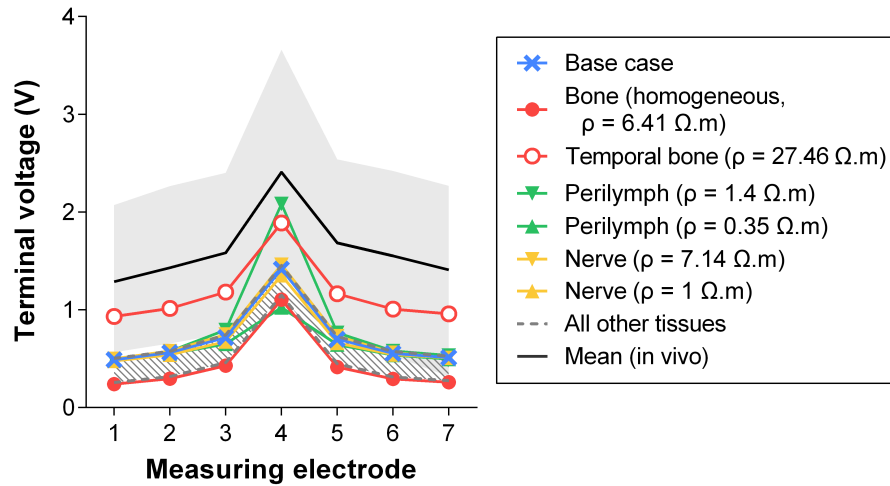 4
3
2
1
0
Terminal voltage (V)
1 2 3 4 5 6 7
Measuring electrode
Base case
Bone (homogeneous,
ρ = 6.41 Ω.m)
Temporal bone (ρ = 27.46 Ω.m)
Perilymph (ρ = 1.4 Ω.m)
Perilymph (ρ = 0.35 Ω.m)
Nerve (ρ = 7.14 Ω.m)
Nerve (ρ = 1 Ω.m)
All other tissues
Mean (in vivo)